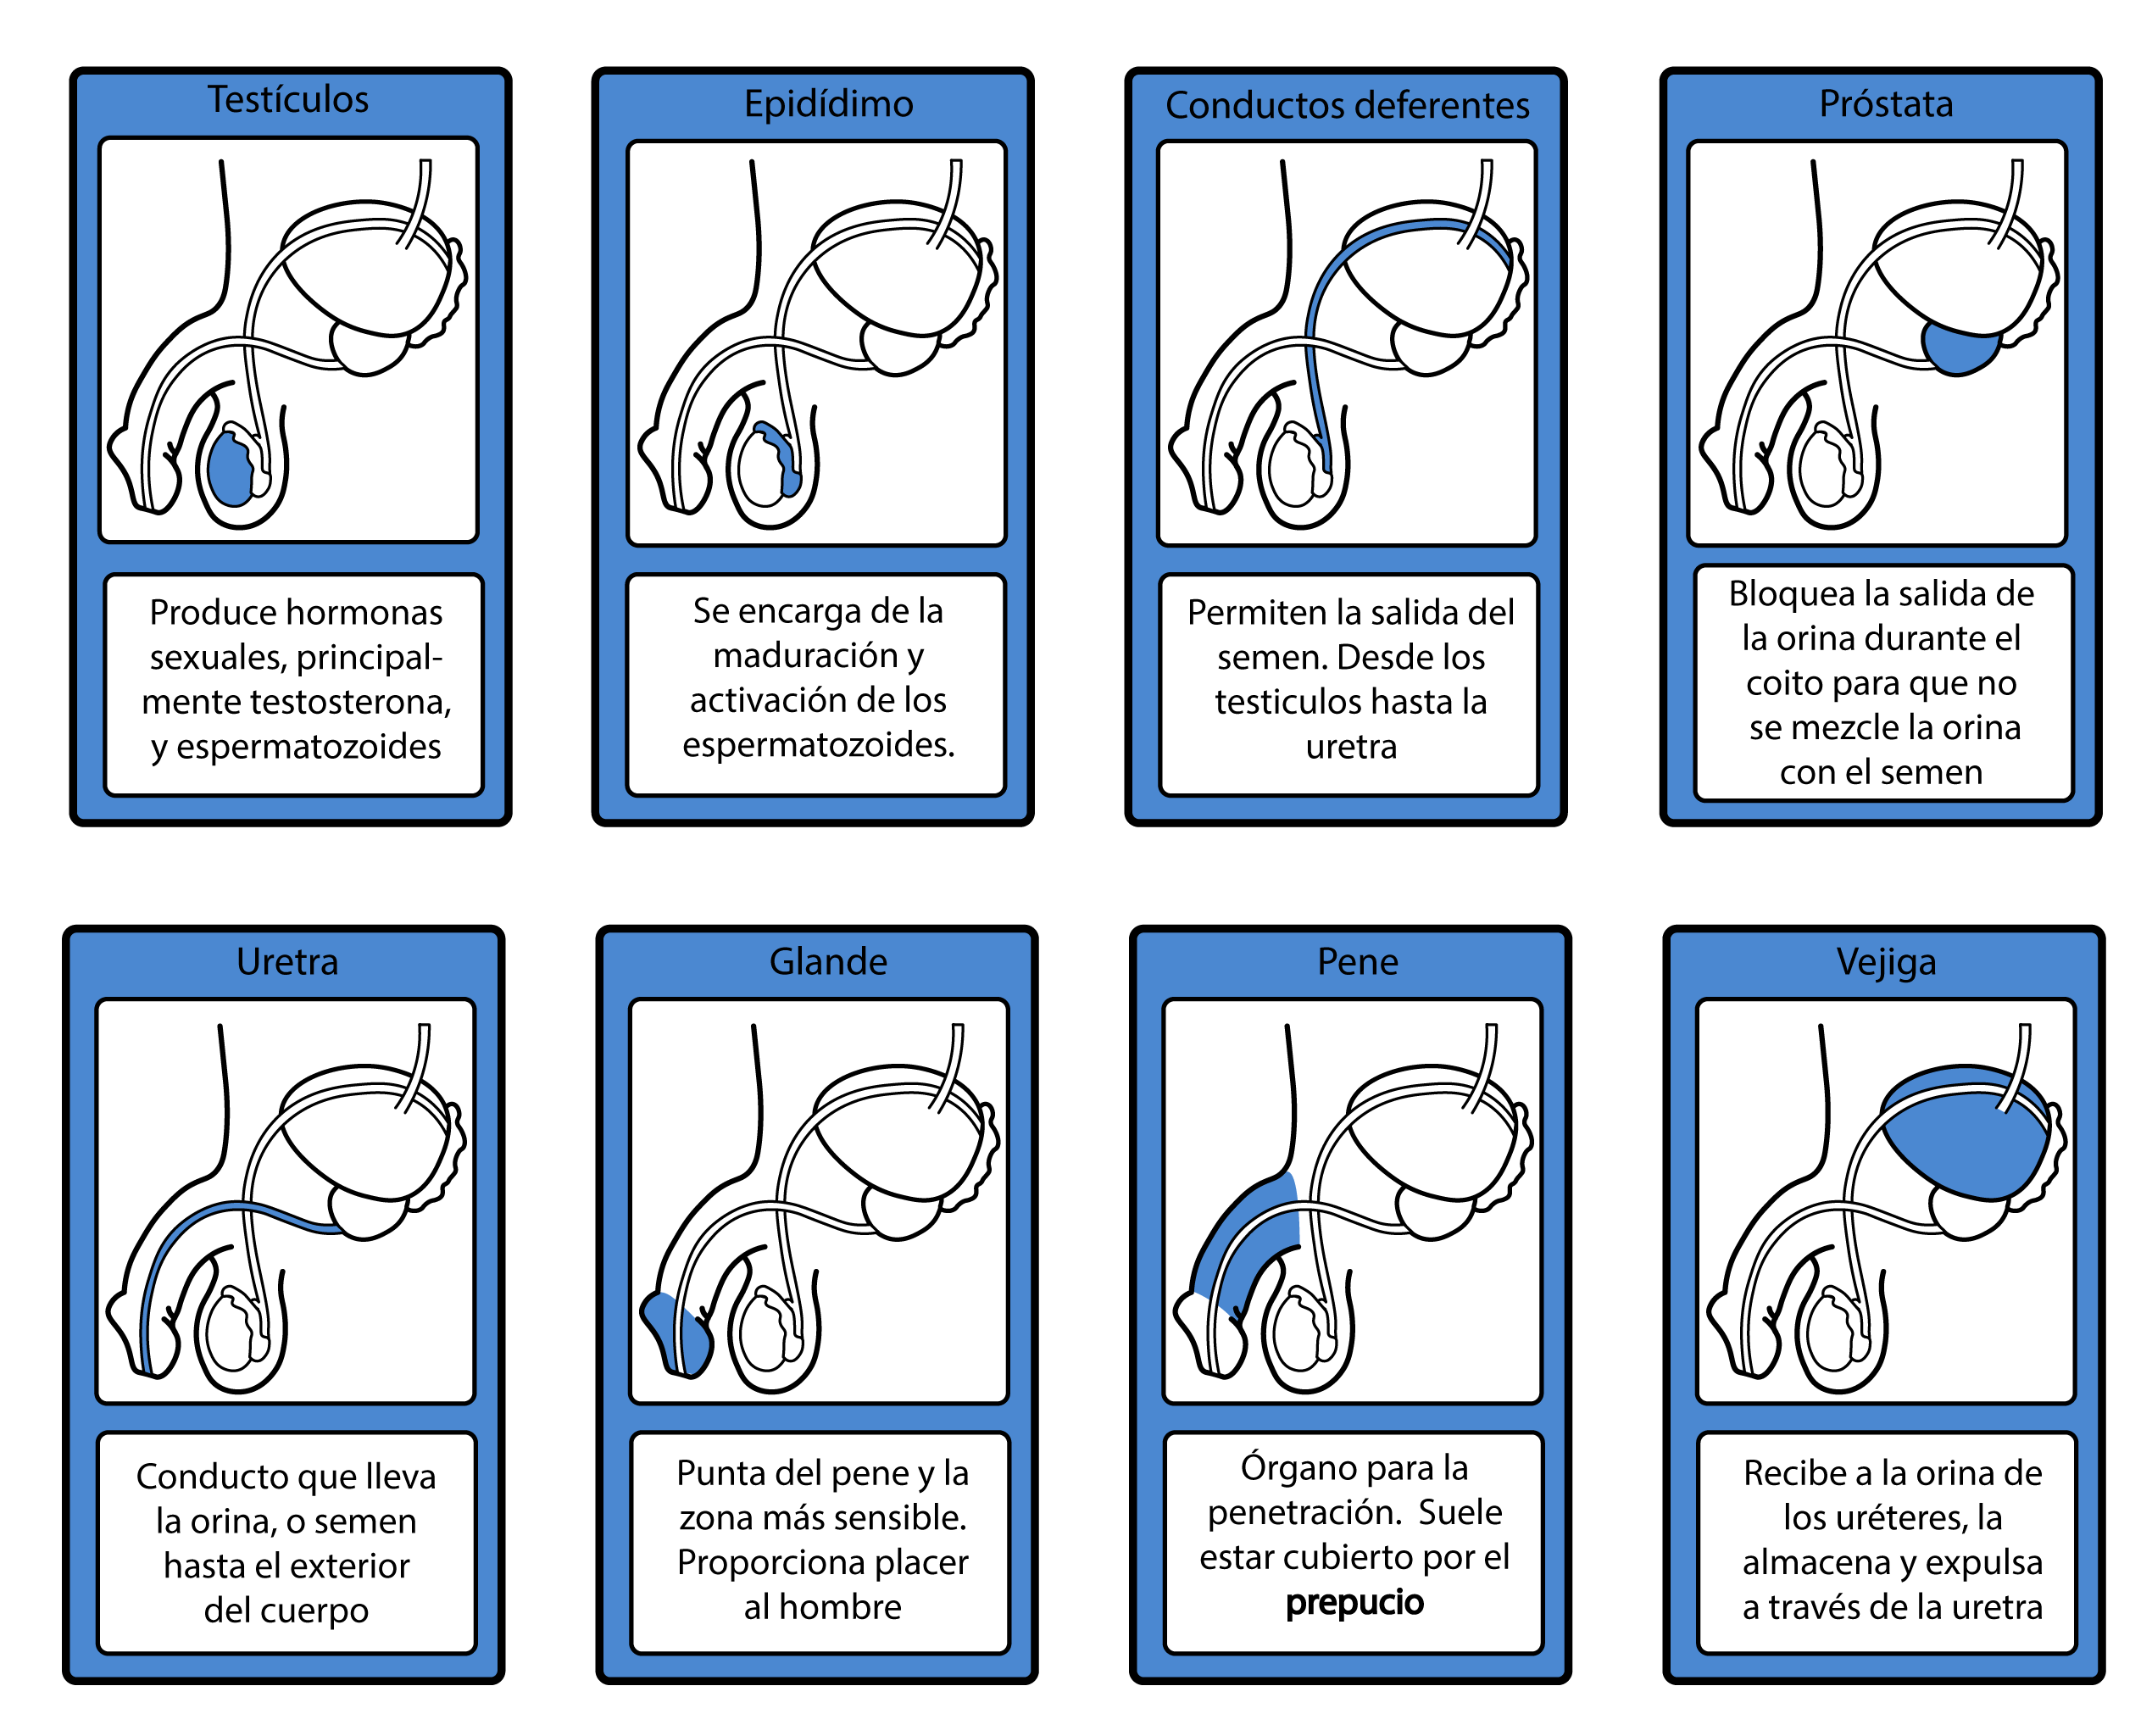 Testículos
Produce hormonas
sexuales, principal-
mente testosterona,
y espermatozoides
Epidídimo
Se encarga de la
maduración y
activación de los
espermatozoides.
Conductos deferentes
Permiten la salida del
semen. Desde los
testiculos hasta la
uretra
Próstata
Bloquea la salida de
la orina durante el
coito para que no
se mezcle la orina
con el semen
Uretra
Conducto que lleva
la orina, o semen
hasta el exterior
del cuerpo
Glande
Punta del pene y la
zona más sensible.
Proporciona placer
al hombre
Pene
Órgano para la
penetración. Suele
estar cubierto por el
prepucio
Vejiga
Recibe a la orina de
los uréteres, la
almacena y expulsa
a través de la uretra